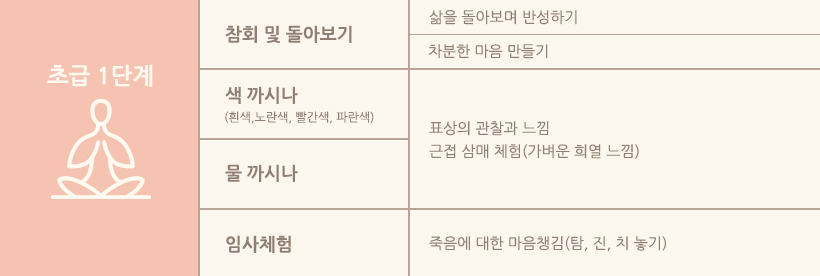 초급 1단계
참회 및 돌아보기
삶을 돌아보며 반성하기
차분한 마음 만들기
색 까시나
(흰색,노란색, 빨간색, 파란색)
물 까시나
표상의 관찰과 느낌
근접 삼매 체험(가벼운 희열 느낌)
임사체험
죽음에 대한 마음챙김(탐, 진, 치 놓기)